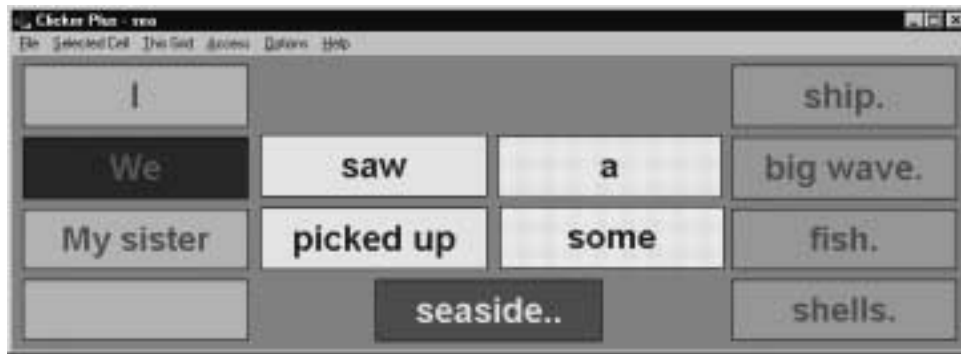 Clicker Plus - sea
File Selected Cell This Grid Access Options Help
I ship.
We saw a big wave.
My sister picked up some fish.
seaside.. shells.